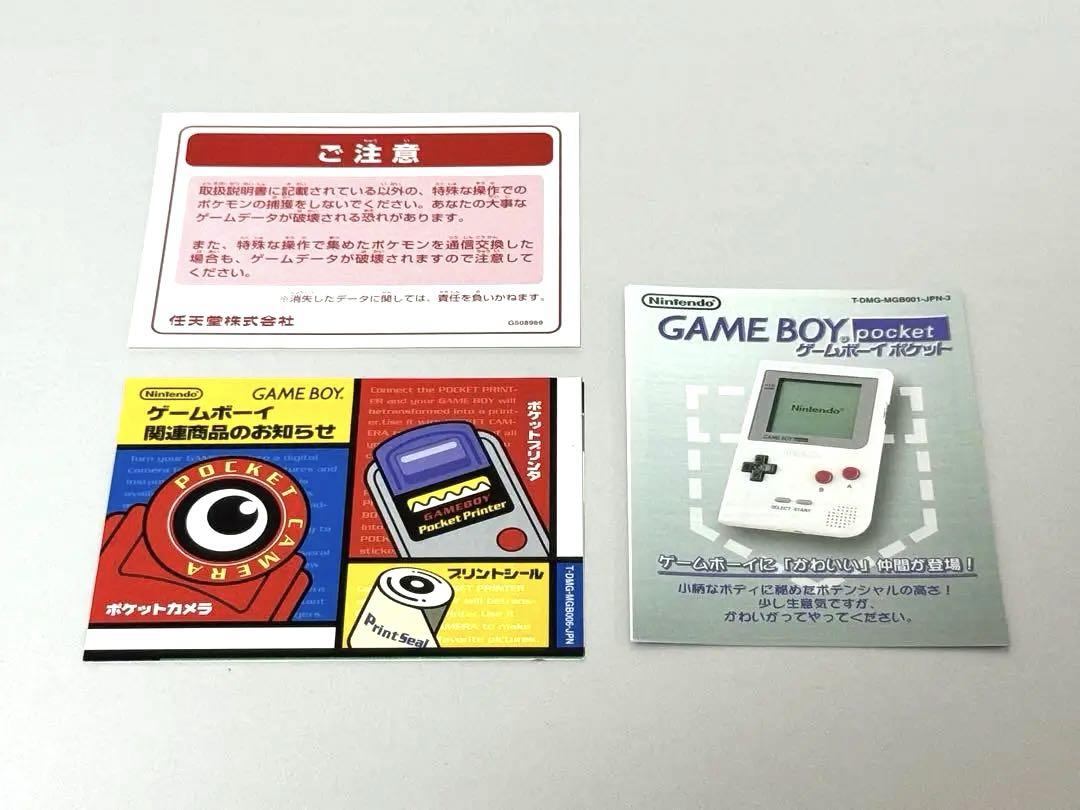 ご注意
取扱説明書に記載されている以外の、特殊な操作での
ポケモンの捕獲をしないでください。あなたの大事な
ゲームデータが破壊される恐れがあります。
また、特殊な操作で集めたポケモンを通信交換した
場合も、ゲームデータが破壊されますので注意して
ください。
※消失したデータに関しては、責任を負いかねます。
任天堂株式会社
G508989
Nintendo
GAME BOY
ゲームボーイ
関連商品のお知らせ
POCKET CAMERA
ポケットカメラ
Connect the POCKET PRINT-
ER and your GAME BOY will
ポケットプリンタ
GAMEBOY
Pocket Printer
プリントシール
Print Seal
T-DMG-MGB006-JPN
Nintendo
T-DMG-MGB001-JPN-3
GAME BOY pocket
ゲームボーイポケット
Nintendo
GAME BOY
B
A
SELECT START
ゲームボーイに「かわいい」仲間が登場！
小柄なボディに秘めたポテンシャルの高さ！
少し生意気ですが、
かわいがってやってください。